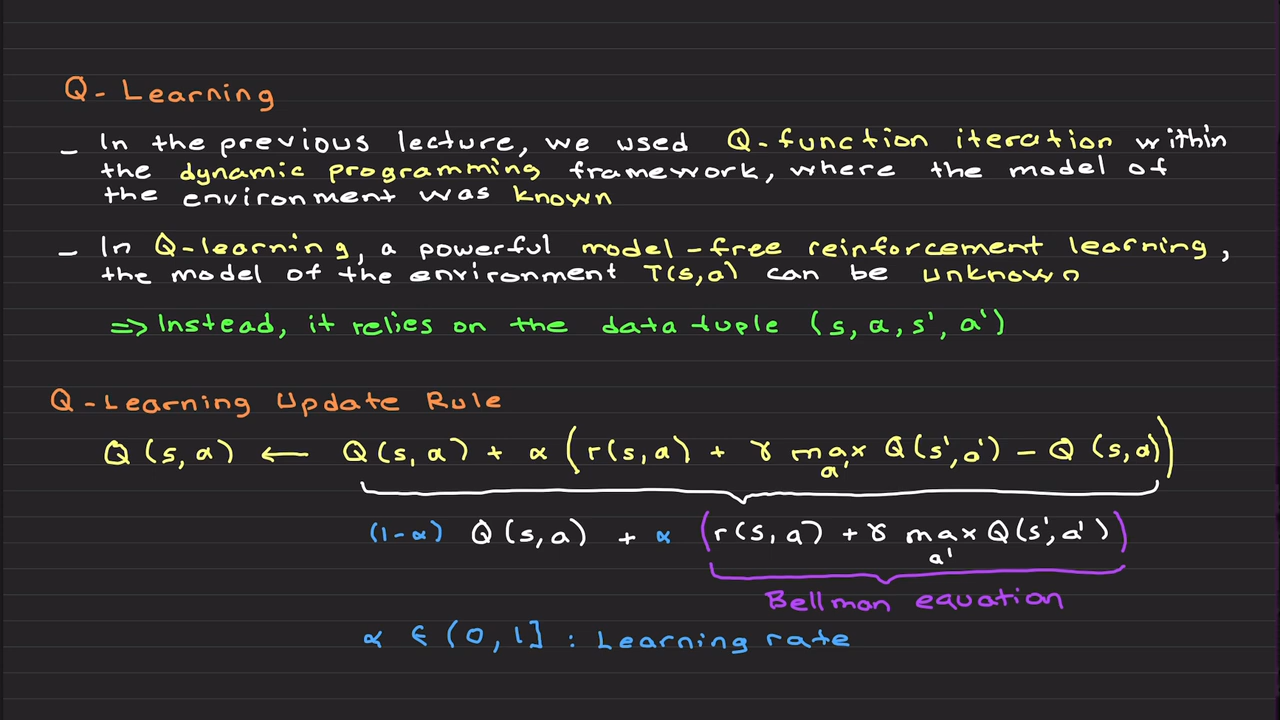 Q - Learning
- In the previous lecture, we used Q-function iteration within
the dynamic programming framework, where the model of
the environment was known
- In Q-learning, a powerful model-free reinforcement learning,
the model of the environment T(s,a) can be unknown
=> Instead, it relies on the data tuple (s, a, s', a')
Q - Learning Update Rule
Q(s,a) ← Q(s,a) + α (r(s,a) + γ max_a' Q(s',a') - Q(s,a))
(1-α) Q(s,a) + α (r(s,a) + γ max_a' Q(s',a'))
Bellman equation
α ∈ (0, 1] : Learning rate